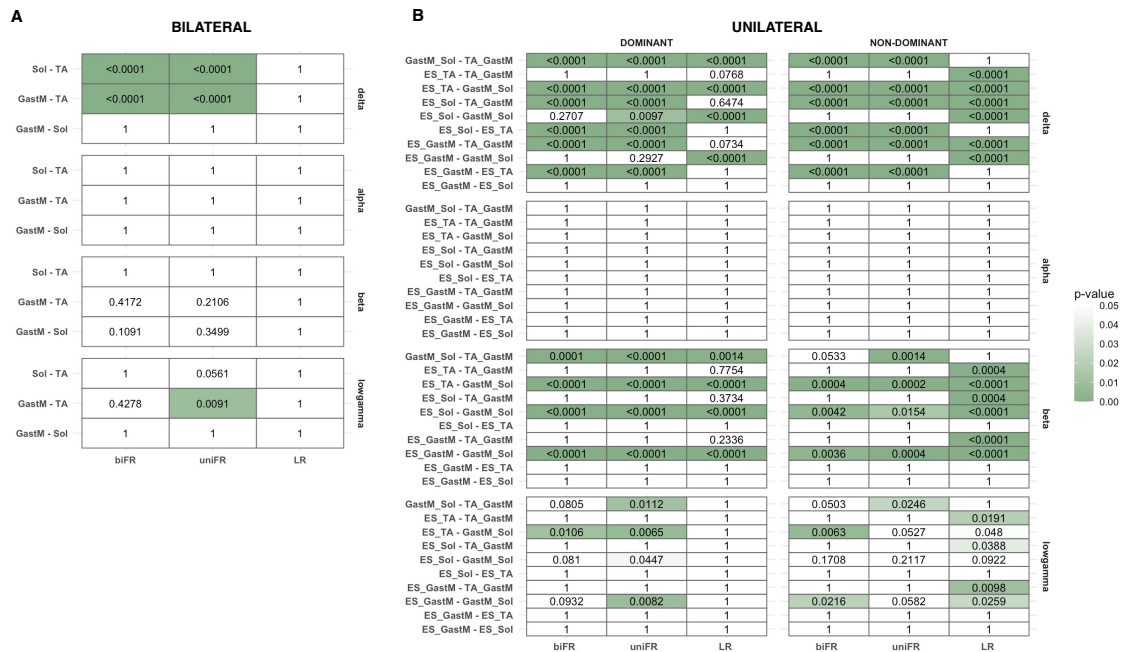 A
BILATERAL
Sol - TA <0.0001 <0.0001 1
GastM - TA <0.0001 <0.0001 1
GastM - Sol 1 1 1
delta
Sol - TA 1 1 1
GastM - TA 1 1 1
GastM - Sol 1 1 1
alpha
Sol - TA 1 1 1
GastM - TA 0.4172 0.2106 1
GastM - Sol 0.1091 0.3499 1
beta
Sol - TA 1 0.0561 1
GastM - TA 0.4278 0.0091 1
GastM - Sol 1 1 1
lowgamma
biFR uniFR LR
B
UNILATERAL
DOMINANT NON-DOMINANT
GastM_Sol - TA_GastM <0.0001 <0.0001 <0.0001 <0.0001 <0.0001 1
ES_TA - TA_GastM 1 1 0.0768 1 1 <0.0001
ES_TA - GastM_Sol <0.0001 <0.0001 <0.0001 <0.0001 <0.0001 <0.0001
ES_Sol - TA_GastM <0.0001 <0.0001 0.6474 <0.0001 <0.0001 <0.0001
ES_Sol - GastM_Sol 0.2707 0.0097 <0.0001 1 1 <0.0001
ES_Sol - ES_TA <0.0001 <0.0001 1 <0.0001 <0.0001 1
ES_GastM - TA_GastM <0.0001 <0.0001 0.0734 <0.0001 <0.0001 <0.0001
ES_GastM - GastM_Sol 1 0.2927 <0.0001 1 1 <0.0001
ES_GastM - ES_TA <0.0001 <0.0001 1 <0.0001 <0.0001 1
ES_GastM - ES_Sol 1 1 1 1 1 1
delta
GastM_Sol - TA_GastM 1 1 1 1 1 1
ES_TA - TA_GastM 1 1 1 1 1 1
ES_TA - GastM_Sol 1 1 1 1 1 1
ES_Sol - TA_GastM 1 1 1 1 1 1
ES_Sol - GastM_Sol 1 1 1 1 1 1
ES_Sol - ES_TA 1 1 1 1 1 1
ES_GastM - TA_GastM 1 1 1 1 1 1
ES_GastM - GastM_Sol 1 1 1 1 1 1
ES_GastM - ES_TA 1 1 1 1 1 1
ES_GastM - ES_Sol 1 1 1 1 1 1
alpha
GastM_Sol - TA_GastM 0.0001 <0.0001 0.0014 0.0533 0.0014 1
ES_TA - TA_GastM 1 1 0.7754 1 1 0.0004
ES_TA - GastM_Sol <0.0001 <0.0001 <0.0001 0.0004 0.0002 <0.0001
ES_Sol - TA_GastM 1 1 0.3734 1 1 0.0004
ES_Sol - GastM_Sol <0.0001 <0.0001 <0.0001 0.0042 0.0154 <0.0001
ES_Sol - ES_TA 1 1 1 1 1 1
ES_GastM - TA_GastM 1 1 0.2336 1 1 <0.0001
ES_GastM - GastM_Sol <0.0001 <0.0001 <0.0001 0.0036 0.0004 <0.0001
ES_GastM - ES_TA 1 1 1 1 1 1
ES_GastM - ES_Sol 1 1 1 1 1 1
beta
GastM_Sol - TA_GastM 0.0805 0.0112 1 0.0503 0.0246 1
ES_TA - TA_GastM 1 1 1 1 1 0.0191
ES_TA - GastM_Sol 0.0106 0.0065 1 0.0063 0.0527 0.048
ES_Sol - TA_GastM 1 1 1 1 1 0.0388
ES_Sol - GastM_Sol 0.081 0.0447 1 0.1708 0.2117 0.0922
ES_Sol - ES_TA 1 1 1 1 1 1
ES_GastM - TA_GastM 1 1 1 1 1 0.0098
ES_GastM - GastM_Sol 0.0932 0.0082 1 0.0216 0.0582 0.0259
ES_GastM - ES_TA 1 1 1 1 1 1
ES_GastM - ES_Sol 1 1 1 1 1 1
lowgamma
biFR uniFR LR biFR uniFR LR
p-value
0.05
0.04
0.03
0.02
0.01
0.00